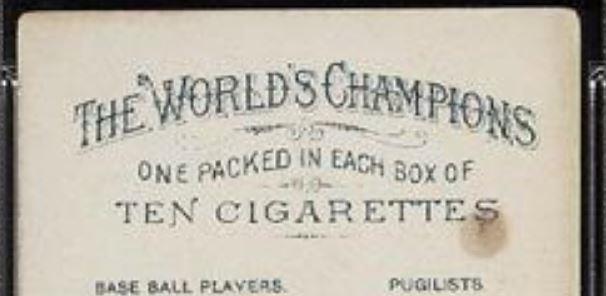 THE WORLD'S CHAMPIONS
ONE PACKED IN EACH BOX OF
TEN CIGARETTES
BASE BALL PLAYERS. PUGILISTS